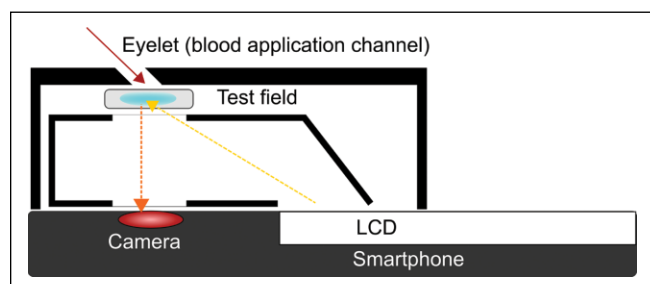 Eyelet (blood application channel)
Test field
LCD
Camera
Smartphone